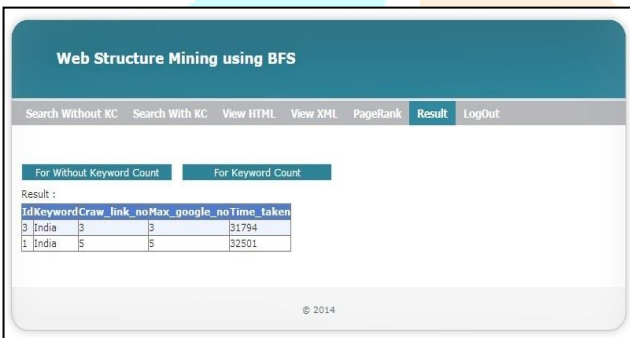 Web Structure Mining using BFS
Search Without KC Search With KC View HTML View XML PageRank Result LogOut
For Without Keyword Count For Keyword Count
Result :
Id Keyword Craw_link_no Max_google_no Time_taken
3 India 3 3 31794
1 India 5 5 32501
© 2014